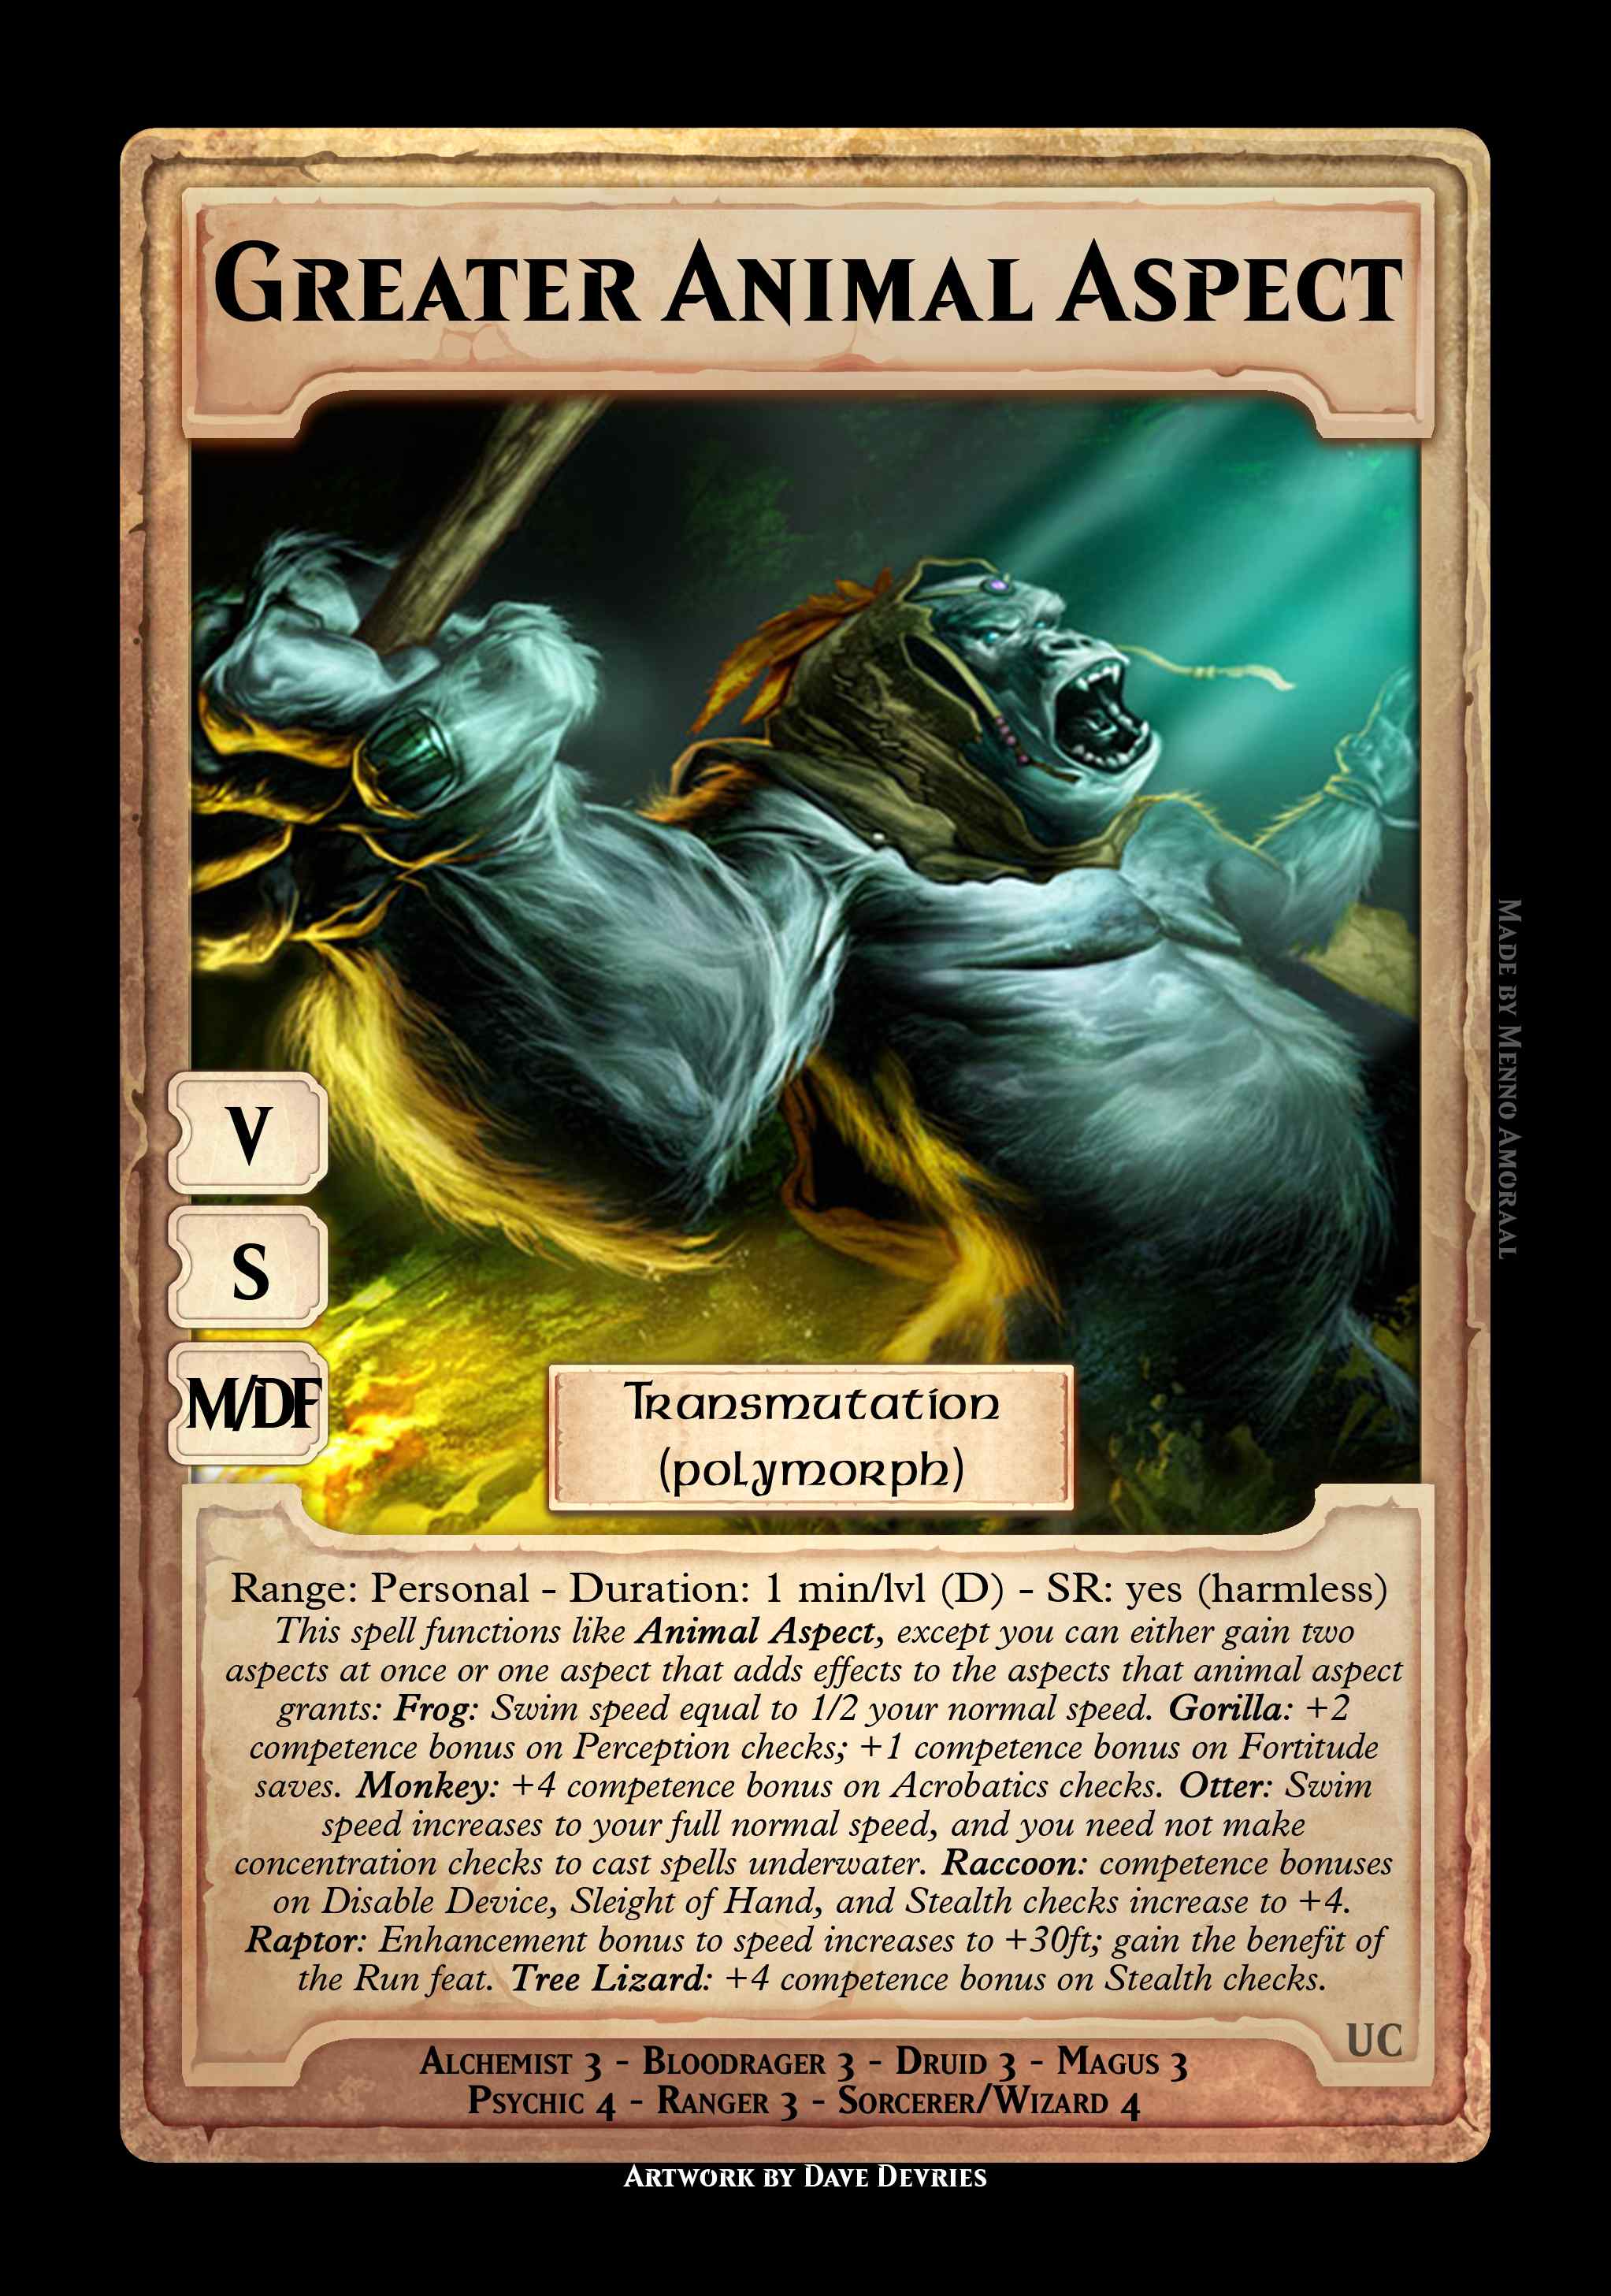 Greater Animal Aspect
V
S
M/DF
Transmutation
(polymorph)
Range: Personal - Duration: 1 min/lvl (D) - SR: yes (harmless)
This spell functions like Animal Aspect, except you can either gain two
aspects at once or one aspect that adds effects to the aspects that animal aspect
grants: Frog: Swim speed equal to 1/2 your normal speed. Gorilla: +2
competence bonus on Perception checks; +1 competence bonus on Fortitude
saves. Monkey: +4 competence bonus on Acrobatics checks. Otter: Swim
speed increases to your full normal speed, and you need not make
concentration checks to cast spells underwater. Raccoon: competence bonuses
on Disable Device, Sleight of Hand, and Stealth checks increase to +4.
Raptor: Enhancement bonus to speed increases to +30ft; gain the benefit of
the Run feat. Tree Lizard: +4 competence bonus on Stealth checks.
UC
Alchemist 3 - Bloodrager 3 - Druid 3 - Magus 3
Psychic 4 - Ranger 3 - Sorcerer/Wizard 4
Artwork by Dave Devries
Made by Menno Amoraal